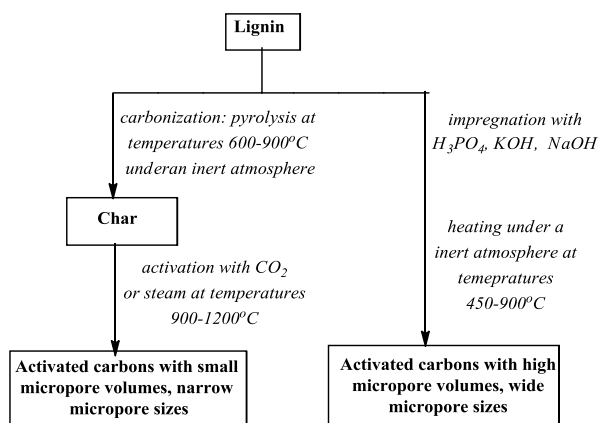 Lignin
carbonization: pyrolysis at
temperatures 600-900°C
underan inert atmosphere
impregnation with
H3PO4, KOH, NaOH
Char
heating under a
inert atmosphere at
temepratures
450-900°C
activation with CO2
or steam at temperatures
900-1200°C
Activated carbons with small
micropore volumes, narrow
micropore sizes
Activated carbons with high
micropore volumes, wide
micropore sizes